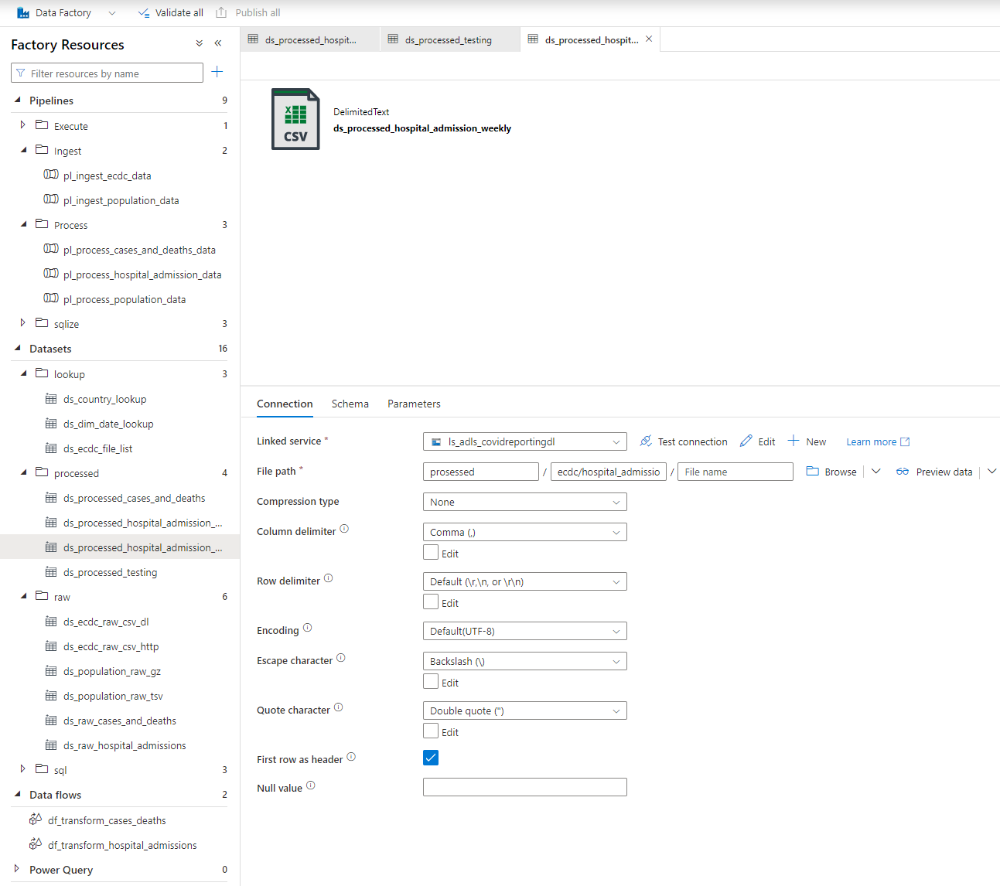 Data Factory
Validate all
Publish all
Factory Resources
Filter resources by name
Pipelines 9
Execute 1
Ingest 2
pl_ingest_ecdc_data
pl_ingest_population_data
Process 3
pl_process_cases_and_deaths_data
pl_process_hospital_admission_data
pl_process_population_data
sqlize 3
Datasets 16
lookup 3
ds_country_lookup
ds_dim_date_lookup
ds_ecdc_file_list
processed 4
ds_processed_cases_and_deaths
ds_processed_hospital_admission_...
ds_processed_hospital_admission_...
ds_processed_testing
raw 6
ds_ecdc_raw_csv_dl
ds_ecdc_raw_csv_http
ds_population_raw_gz
ds_population_raw_tsv
ds_raw_cases_and_deaths
ds_raw_hospital_admissions
sql 3
Data flows 2
df_transform_cases_deaths
df_transform_hospital_admissions
Power Query 0
ds_processed_hospit...
ds_processed_testing
ds_processed_hospit...
X
CSV
DelimitedText
ds_processed_hospital_admission_weekly
Connection
Schema
Parameters
Linked service * ls_adls_covidreportingdl Test connection Edit New Learn more
File path * prosessed / ecdc/hospital_admissio / File name Browse Preview data
Compression type None
Column delimiter Comma (,)
Edit
Row delimiter Default (\r,\n, or \r\n)
Edit
Encoding Default(UTF-8)
Escape character Backslash (\)
Edit
Quote character Double quote (")
Edit
First row as header
Null value